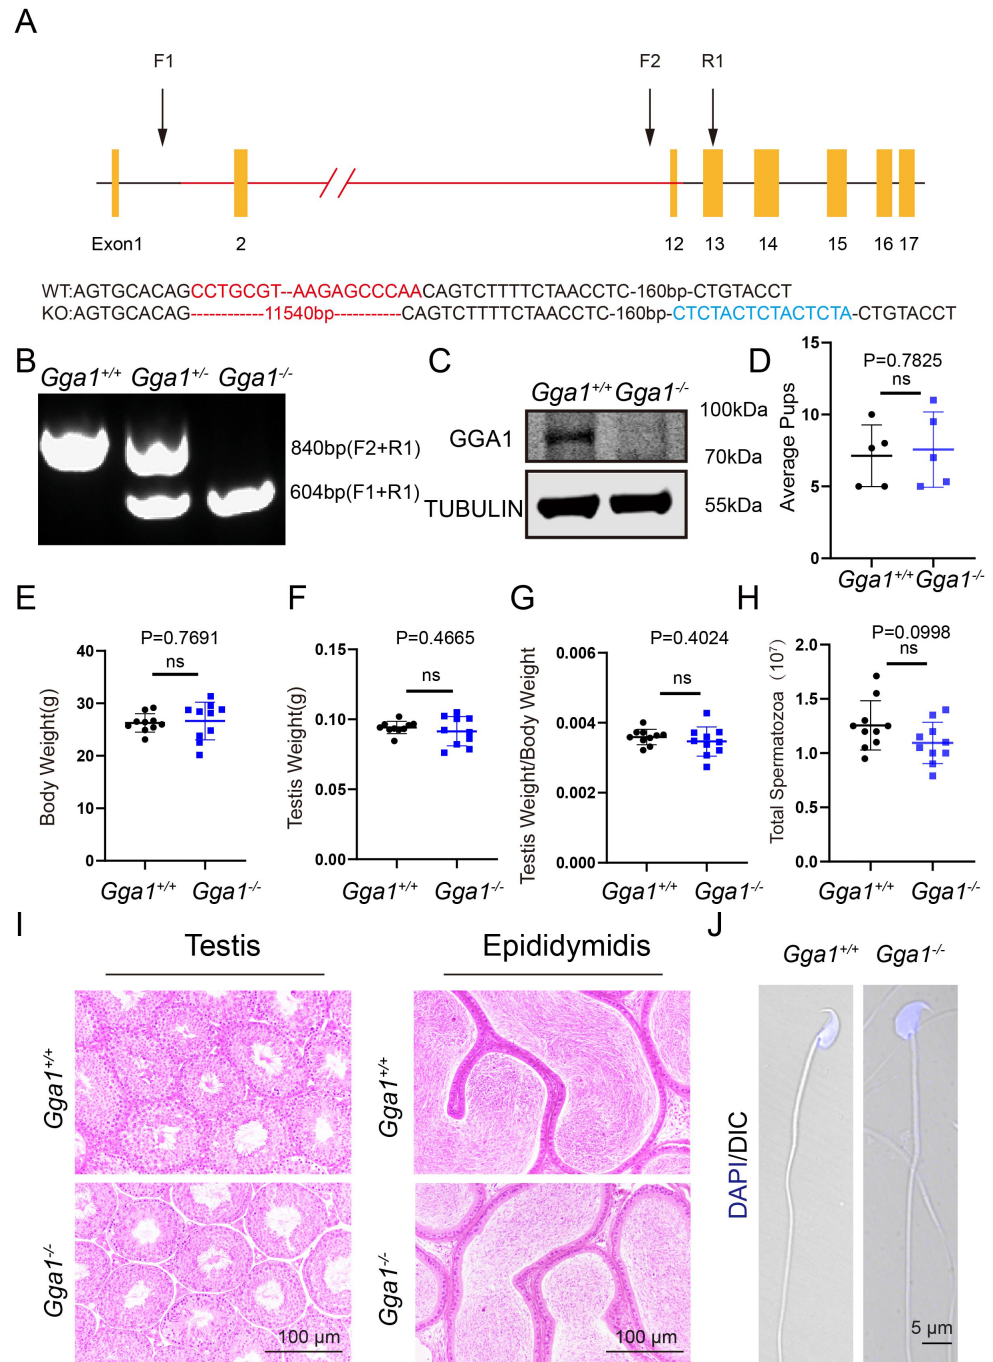 A
F1 F2 R1
Exon1 2 12 13 14 15 16 17
WT:AGTGCACAGCCTGCGT--AAGAGCCCAACAGTCTTTTCTAACCTC-160bp-CTGTACCT
KO:AGTGCACAG------------11540bp-----------CAGTCTTTTCTAACCTC-160bp-CTCTACTCTACTCTA-CTGTACCT
B
Gga1+/+ Gga1+/- Gga1-/-
840bp(F2+R1)
604bp(F1+R1)
C
Gga1+/+ Gga1-/-
GGA1
TUBULIN
100kDa
70kDa
55kDa
D
P=0.7825
ns
Average Pups
15
10
5
0
Gga1+/+ Gga1-/-
E
P=0.7691
ns
Body Weight(g)
40
30
20
10
0
Gga1+/+ Gga1-/-
F
P=0.4665
ns
Testis Weight(g)
0.15
0.10
0.05
0.00
Gga1+/+ Gga1-/-
G
P=0.4024
ns
Testis Weight/Body Weight
0.006
0.004
0.002
0.000
Gga1+/+ Gga1-/-
H
P=0.0998
ns
Total Spermatozoa (10⁷)
2.0
1.5
1.0
0.5
0.0
Gga1+/+ Gga1-/-
I
Testis Epididymidis
Gga1+/+ Gga1+/+
Gga1-/- Gga1-/-
100 μm 100 μm
J
Gga1+/+ Gga1-/-
DAPI/DIC
5 μm